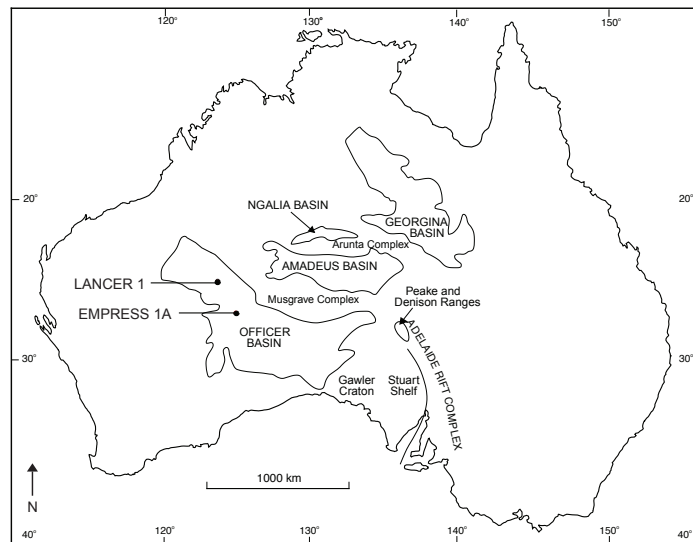 120°
130°
140°
150°
20°
20°
NGALIA BASIN
GEORGINA
BASIN
Arunta Complex
AMADEUS BASIN
LANCER 1
Musgrave Complex
Peake and
Denison Ranges
EMPRESS 1A
OFFICER
BASIN
ADELAIDE RIFT COMPLEX
30°
30°
Gawler
Craton
Stuart
Shelf
1000 km
N
40°
120°
130°
140°
150°
40°